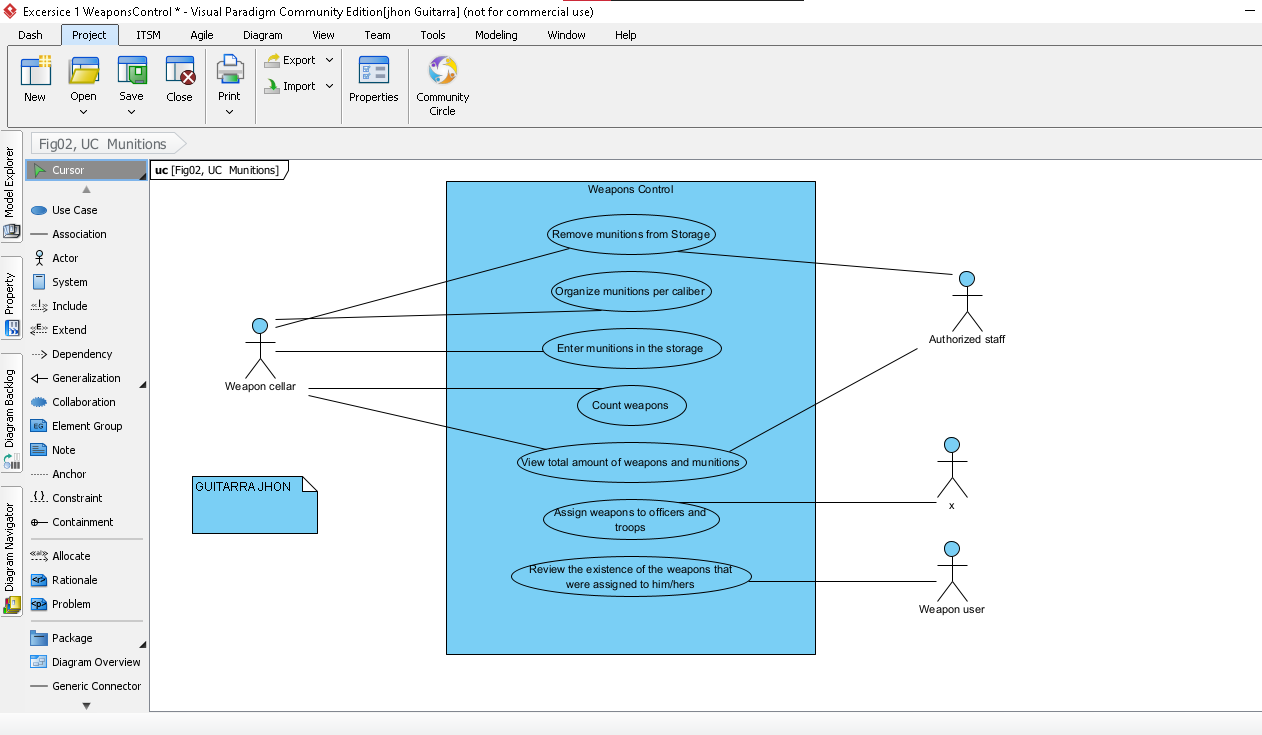 Excersice 1 WeaponsControl * - Visual Paradigm Community Edition[jhon Guitarra] (not for commercial use)
Dash Project ITSM Agile Diagram View Team Tools Modeling Window Help
New Open Save Close Print Export Import Properties Community Circle
Fig02, UC Munitions
Model Explorer
Property
Diagram Backlog
Diagram Navigator
Cursor
Use Case
Association
Actor
System
Include
Extend
Dependency
Generalization
Collaboration
Element Group
Note
Anchor
Constraint
Containment
Allocate
Rationale
Problem
Package
Diagram Overview
Generic Connector
uc [Fig02, UC Munitions]
Weapons Control
Remove munitions from Storage
Organize munitions per caliber
Enter munitions in the storage
Count weapons
View total amount of weapons and munitions
Assign weapons to officers and
troops
Review the existence of the weapons that
were assigned to him/hers
Weapon cellar
GUITARRA JHON
Authorized staff
x
Weapon user